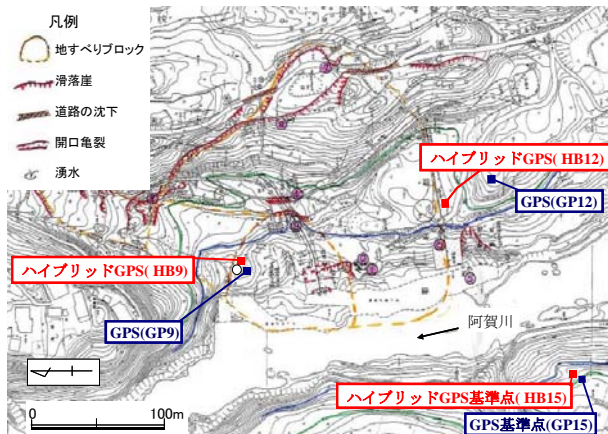 凡例
地すべりブロック
滑落崖
道路の沈下
開口亀裂
湧水
ハイブリッドGPS( HB12)
GPS(GP12)
ハイブリッドGPS( HB9)
GPS(GP9)
阿賀川
ハイブリッドGPS基準点( HB15)
GPS基準点(GP15)
0 100m